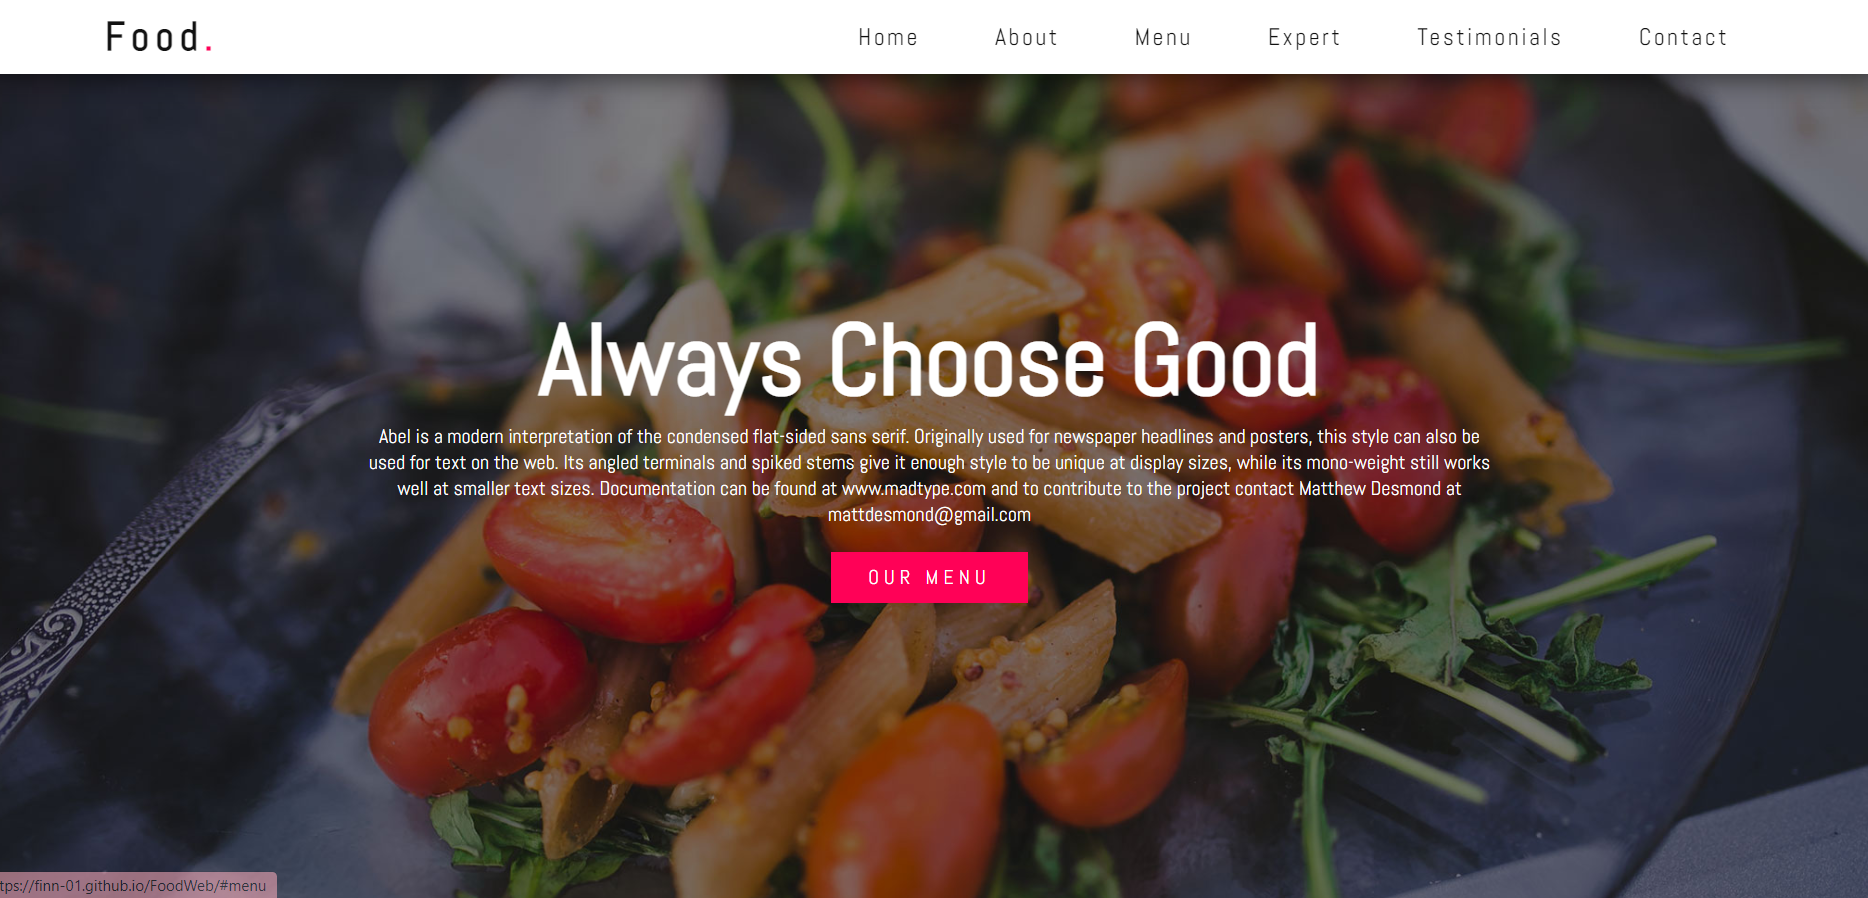 Food.
Home About Menu Expert Testimonials Contact
Always Choose Good
Abel is a modern interpretation of the condensed flat-sided sans serif. Originally used for newspaper headlines and posters, this style can also be
used for text on the web. Its angled terminals and spiked stems give it enough style to be unique at display sizes, while its mono-weight still works
well at smaller text sizes. Documentation can be found at www.madtype.com and to contribute to the project contact Matthew Desmond at
mattdesmond@gmail.com
OUR MENU
tps://finn-01.github.io/FoodWeb/#menu